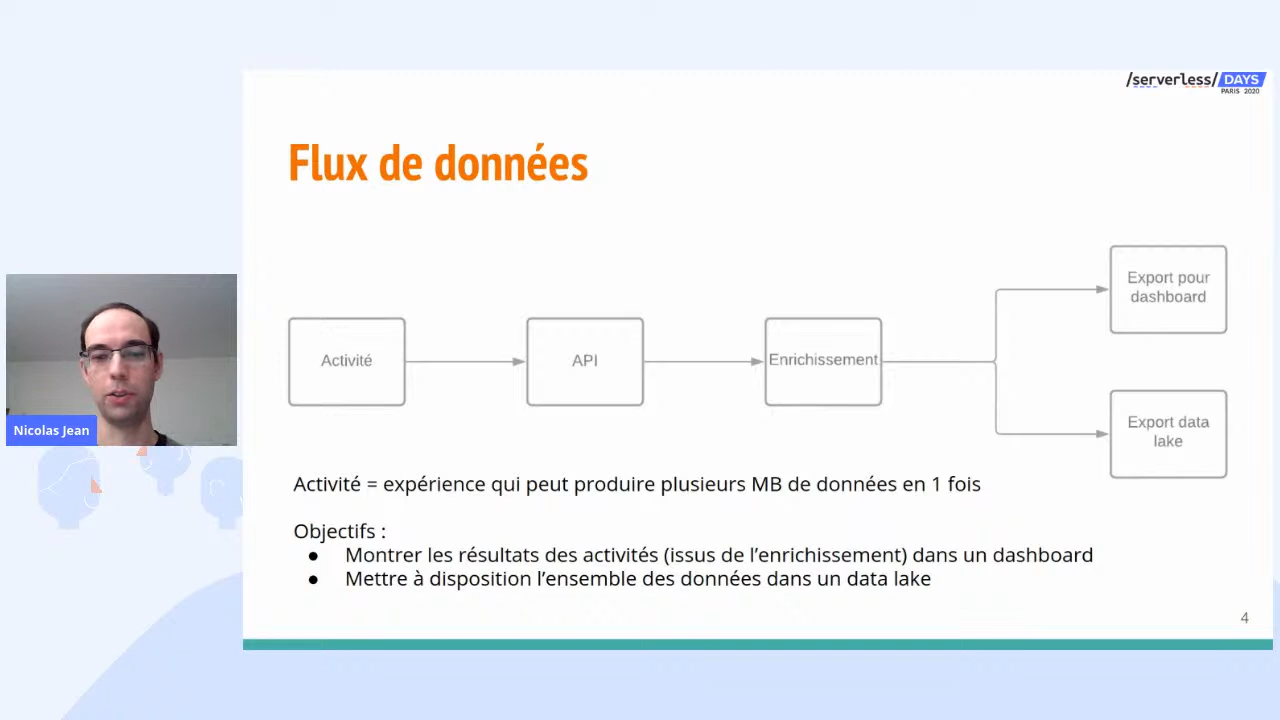 /serverless/ DAYS
PARIS 2020
Flux de données
Export pour
dashboard
Activité
API
Enrichissement
Export data
lake
Nicolas Jean
Activité = expérience qui peut produire plusieurs MB de données en 1 fois
Objectifs :
● Montrer les résultats des activités (issus de l’enrichissement) dans un dashboard
● Mettre à disposition l’ensemble des données dans un data lake
4